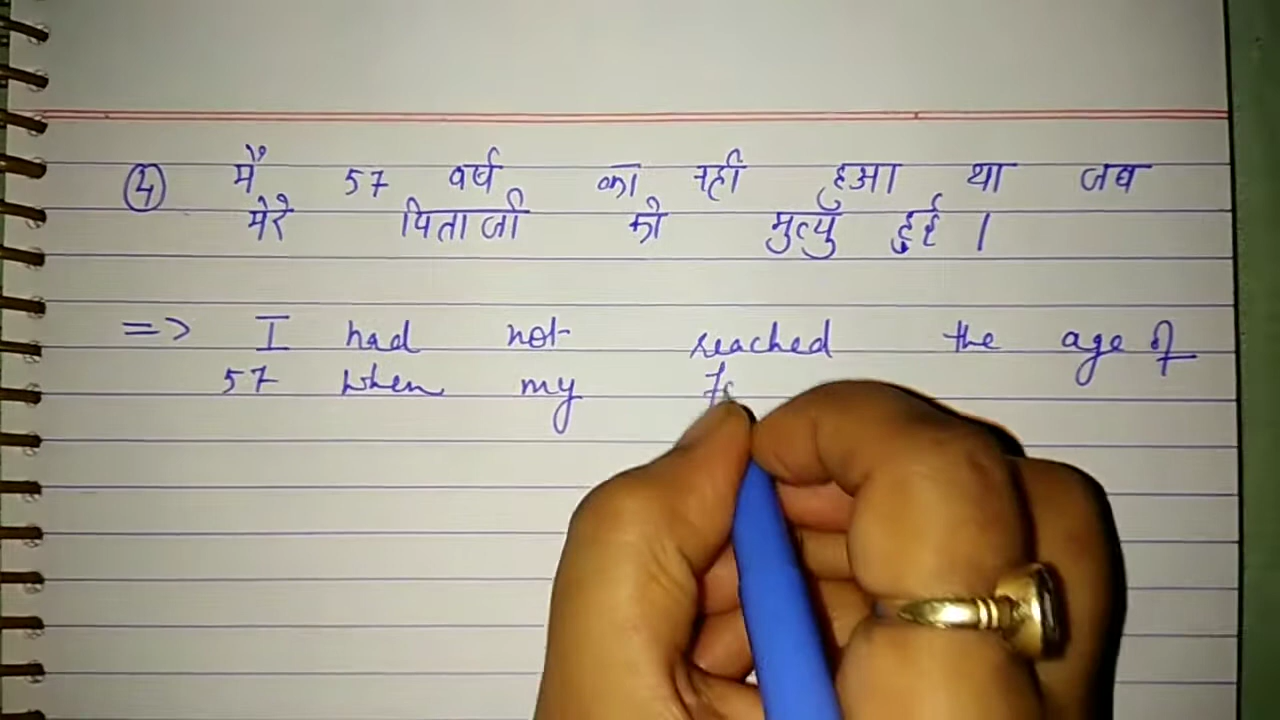 ④ मैं 57 वर्ष का नहीं हुआ था जब
मेरे पिताजी की मुत्यु हुई ।
=> I had not reached the age of
57 when my